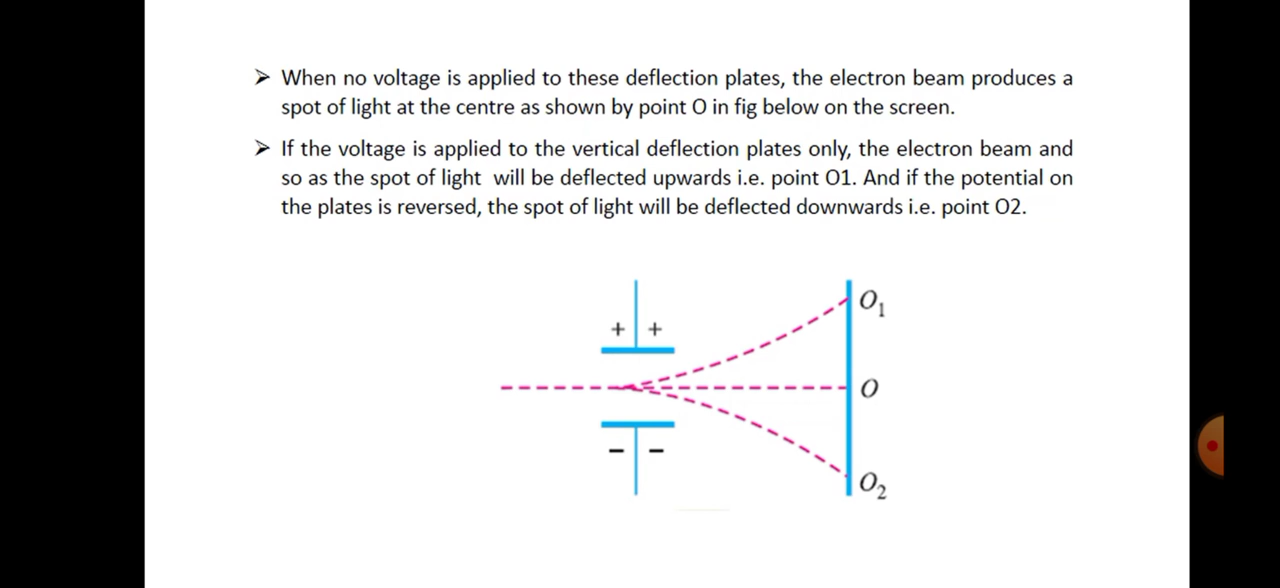 ➢ When no voltage is applied to these deflection plates, the electron beam produces a
spot of light at the centre as shown by point O in fig below on the screen.
➢ If the voltage is applied to the vertical deflection plates only, the electron beam and
so as the spot of light will be deflected upwards i.e. point O1. And if the potential on
the plates is reversed, the spot of light will be deflected downwards i.e. point O2.
O₁
+ +
O
− −
O₂